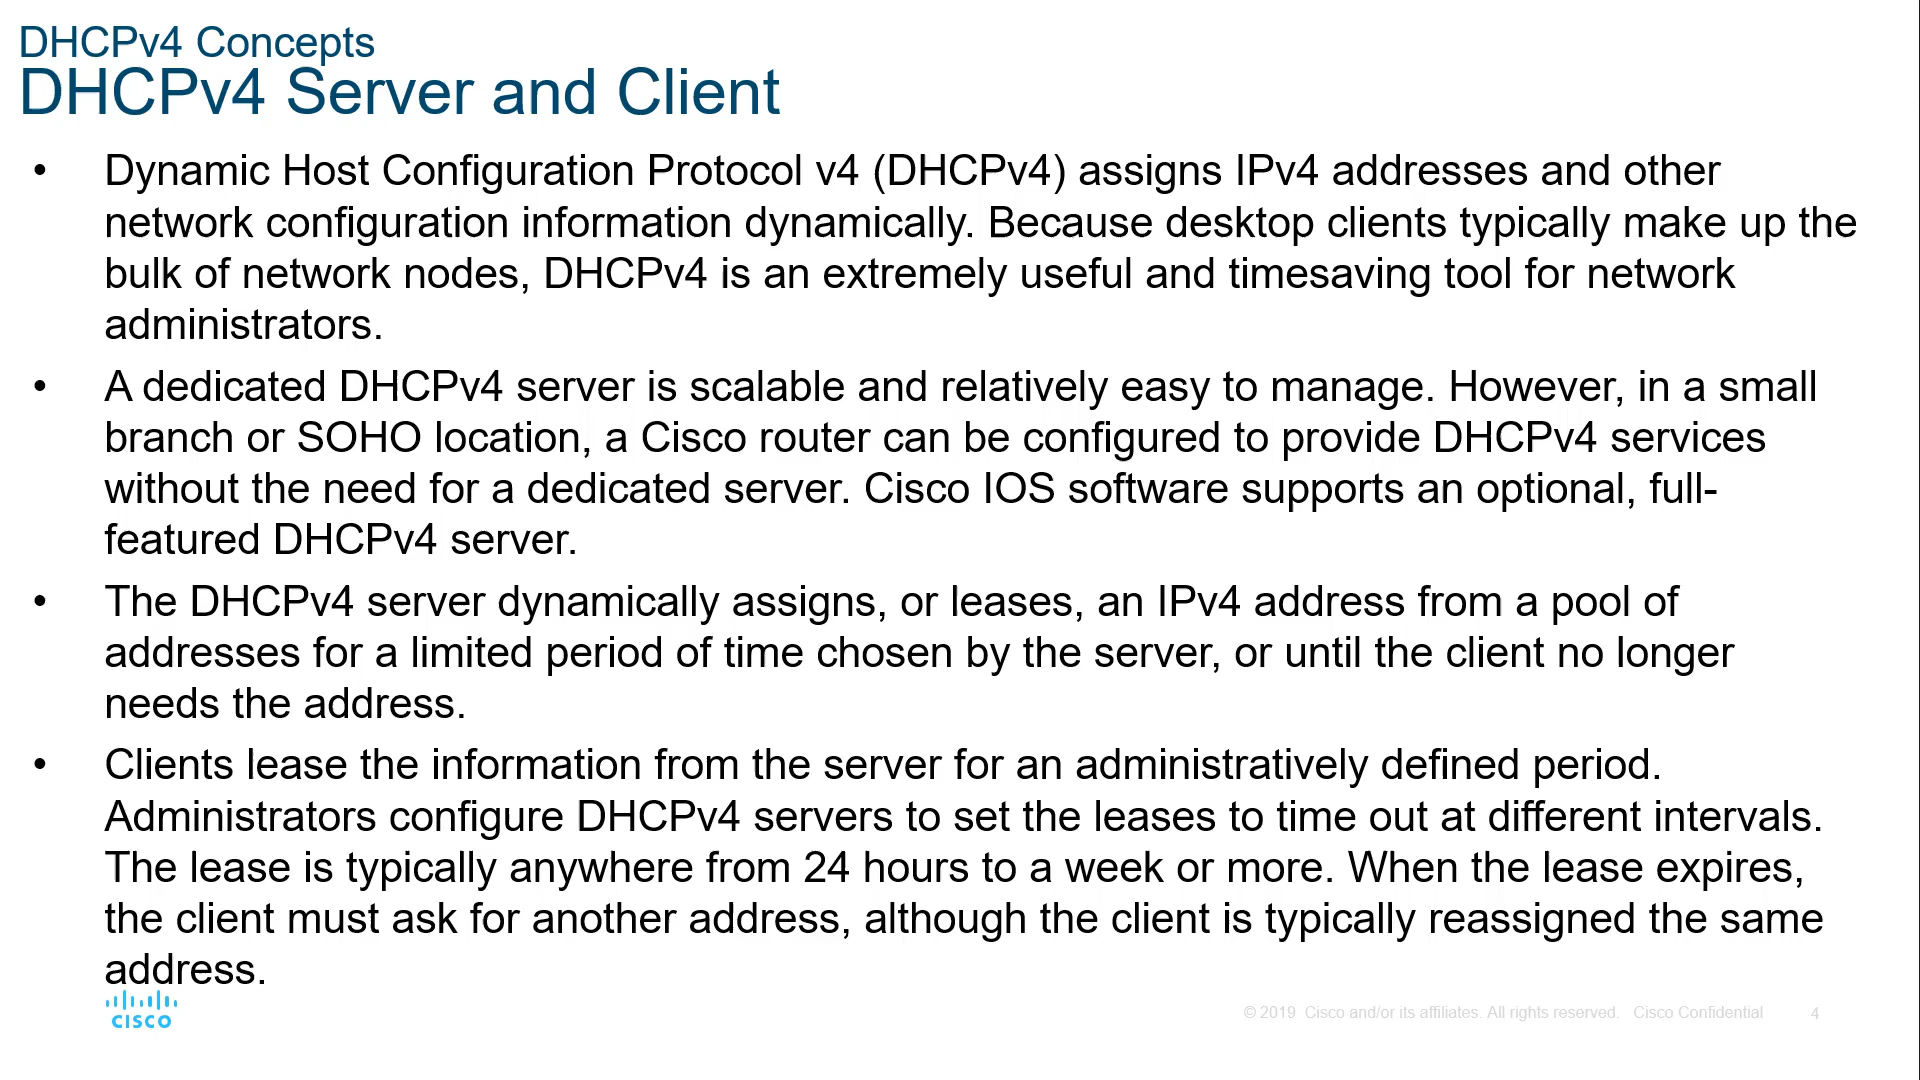 DHCPv4 Concepts
DHCPv4 Server and Client
• Dynamic Host Configuration Protocol v4 (DHCPv4) assigns IPv4 addresses and other
network configuration information dynamically. Because desktop clients typically make up the
bulk of network nodes, DHCPv4 is an extremely useful and timesaving tool for network
administrators.
• A dedicated DHCPv4 server is scalable and relatively easy to manage. However, in a small
branch or SOHO location, a Cisco router can be configured to provide DHCPv4 services
without the need for a dedicated server. Cisco IOS software supports an optional, full-
featured DHCPv4 server.
• The DHCPv4 server dynamically assigns, or leases, an IPv4 address from a pool of
addresses for a limited period of time chosen by the server, or until the client no longer
needs the address.
• Clients lease the information from the server for an administratively defined period.
Administrators configure DHCPv4 servers to set the leases to time out at different intervals.
The lease is typically anywhere from 24 hours to a week or more. When the lease expires,
the client must ask for another address, although the client is typically reassigned the same
address.
CISCO
© 2019 Cisco and/or its affiliates. All rights reserved. Cisco Confidential 4